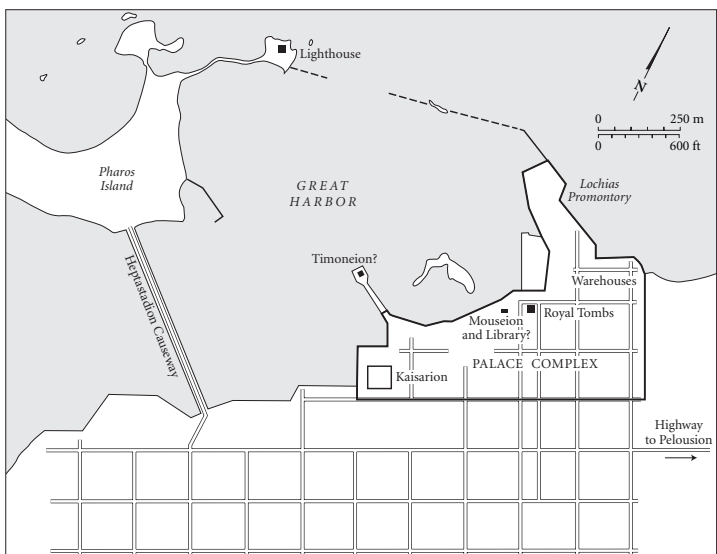 Lighthouse
N
0 250 m
0 600 ft
Pharos
Island
GREAT
HARBOR
Lochias
Promontory
Timoneion?
Heptastadion Causeway
Warehouses
Mouseion
and Library?
Royal Tombs
PALACE COMPLEX
Kaisarion
Highway
to Pelousion